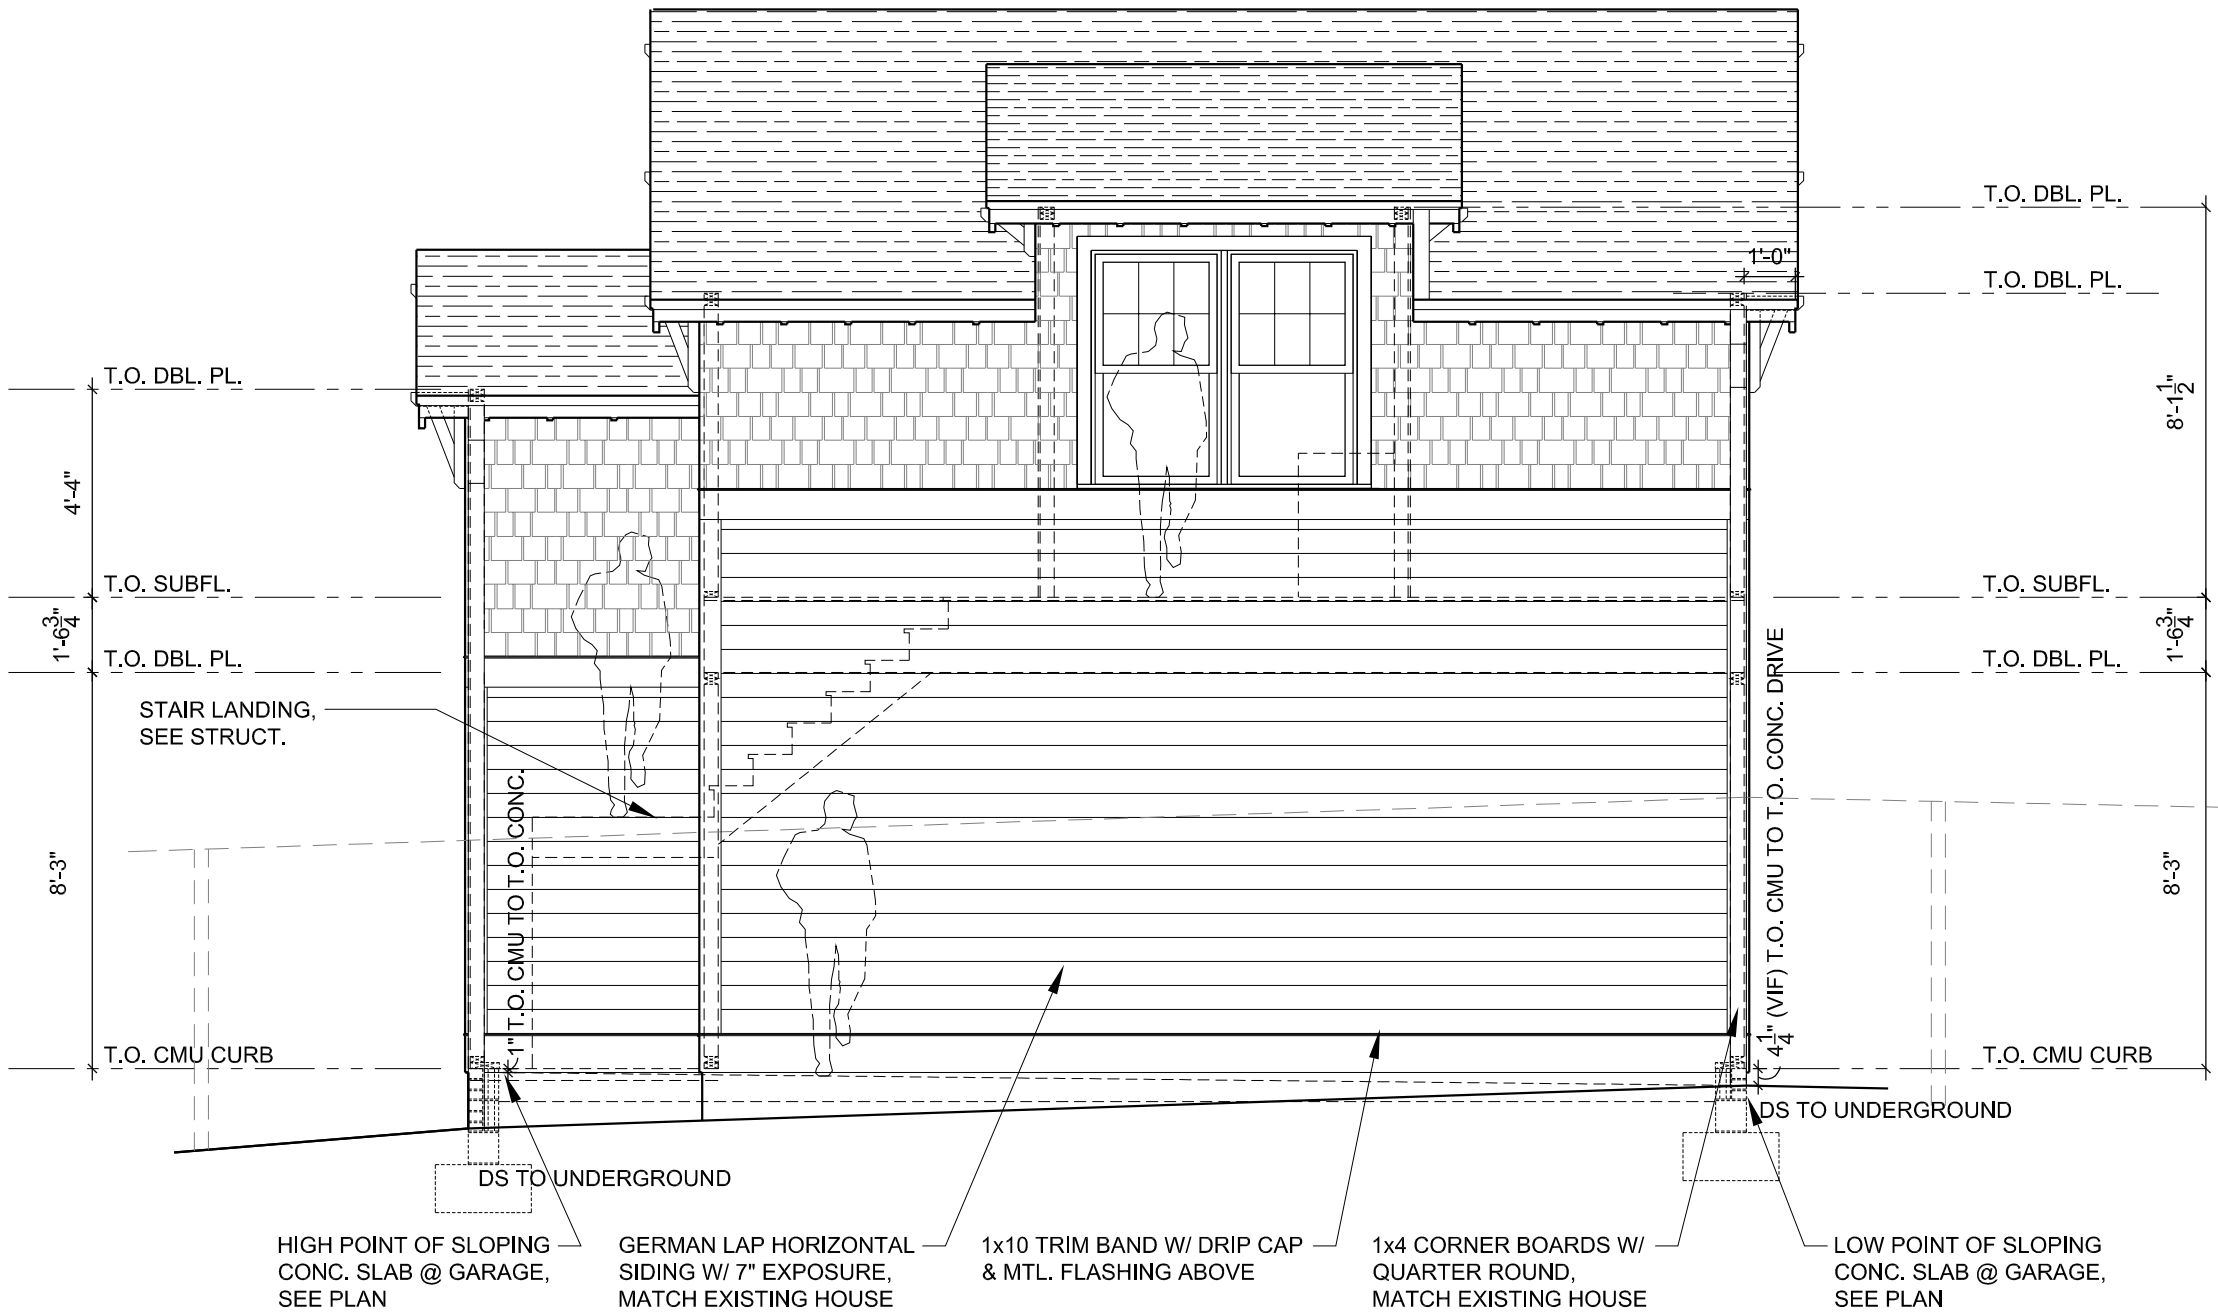 T.O. DBL. PL.
1'-0"
T.O. DBL. PL.
T.O. DBL. PL.
8'-1 1/2"
4'-4"
T.O. SUBFL.
T.O. SUBFL.
1'-6 3/4"
1'-6 3/4"
T.O. DBL. PL.
T.O. DBL. PL.
STAIR LANDING,
SEE STRUCT.
8'-3"
8'-3"
1" T.O. CMU TO T.O. CONC.
4 1/4" (VIF) T.O. CMU TO T.O. CONC. DRIVE
T.O. CMU CURB
T.O. CMU CURB
DS TO UNDERGROUND
DS TO UNDERGROUND
HIGH POINT OF SLOPING
CONC. SLAB @ GARAGE,
SEE PLAN
GERMAN LAP HORIZONTAL
SIDING W/ 7" EXPOSURE,
MATCH EXISTING HOUSE
1x10 TRIM BAND W/ DRIP CAP
& MTL. FLASHING ABOVE
1x4 CORNER BOARDS W/
QUARTER ROUND,
MATCH EXISTING HOUSE
LOW POINT OF SLOPING
CONC. SLAB @ GARAGE,
SEE PLAN